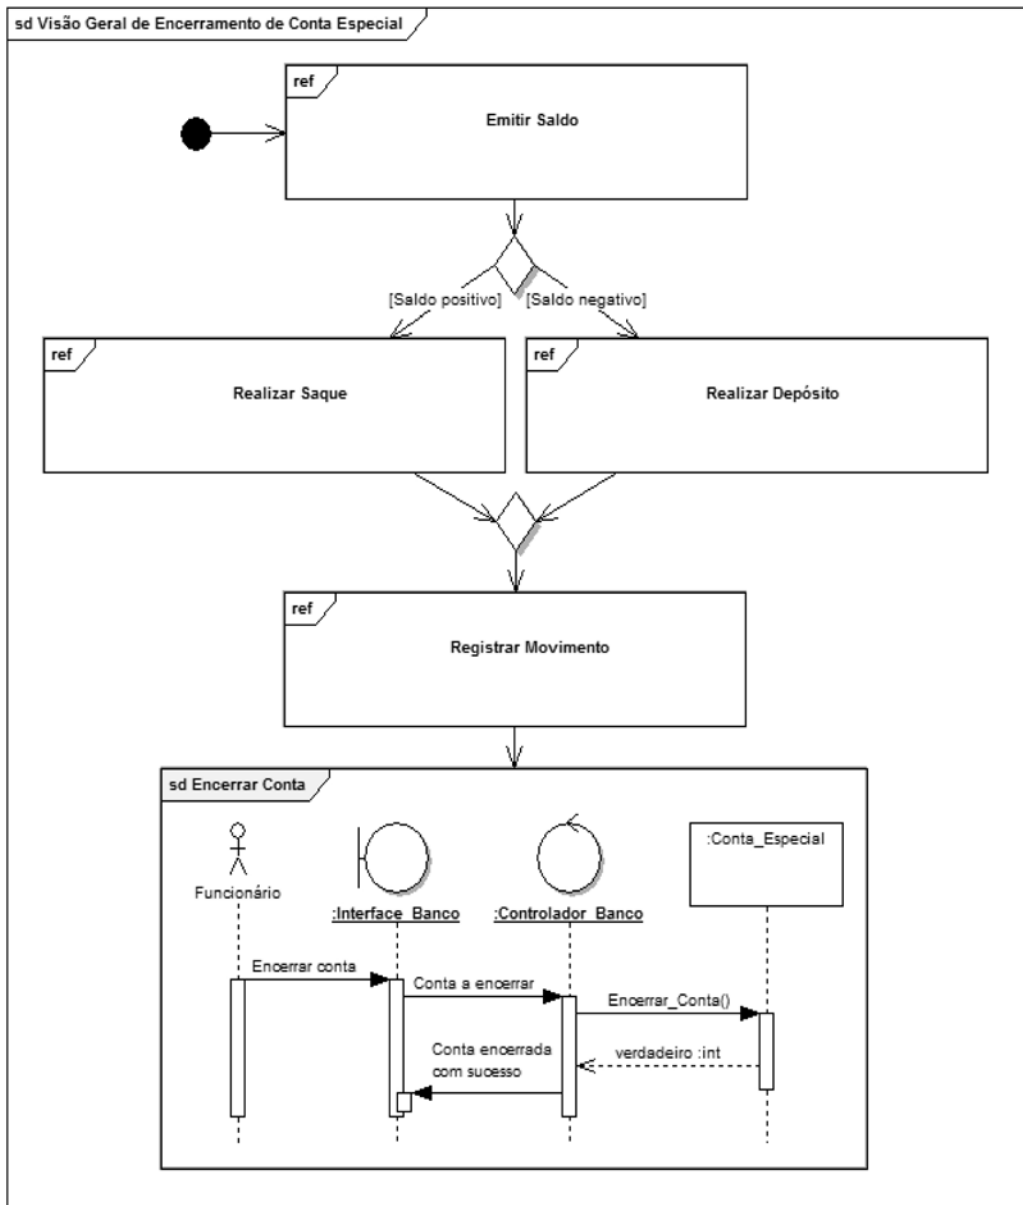 sd Visão Geral de Encerramento de Conta Especial
ref
Emitir Saldo
[Saldo positivo]
[Saldo negativo]
ref
Realizar Saque
ref
Realizar Depósito
ref
Registrar Movimento
sd Encerrar Conta
Funcionário
:Interface_Banco
:Controlador_Banco
:Conta_Especial
Encerrar conta
Conta a encerrar
Encerrar_Conta()
verdadeiro :int
Conta encerrada
com sucesso